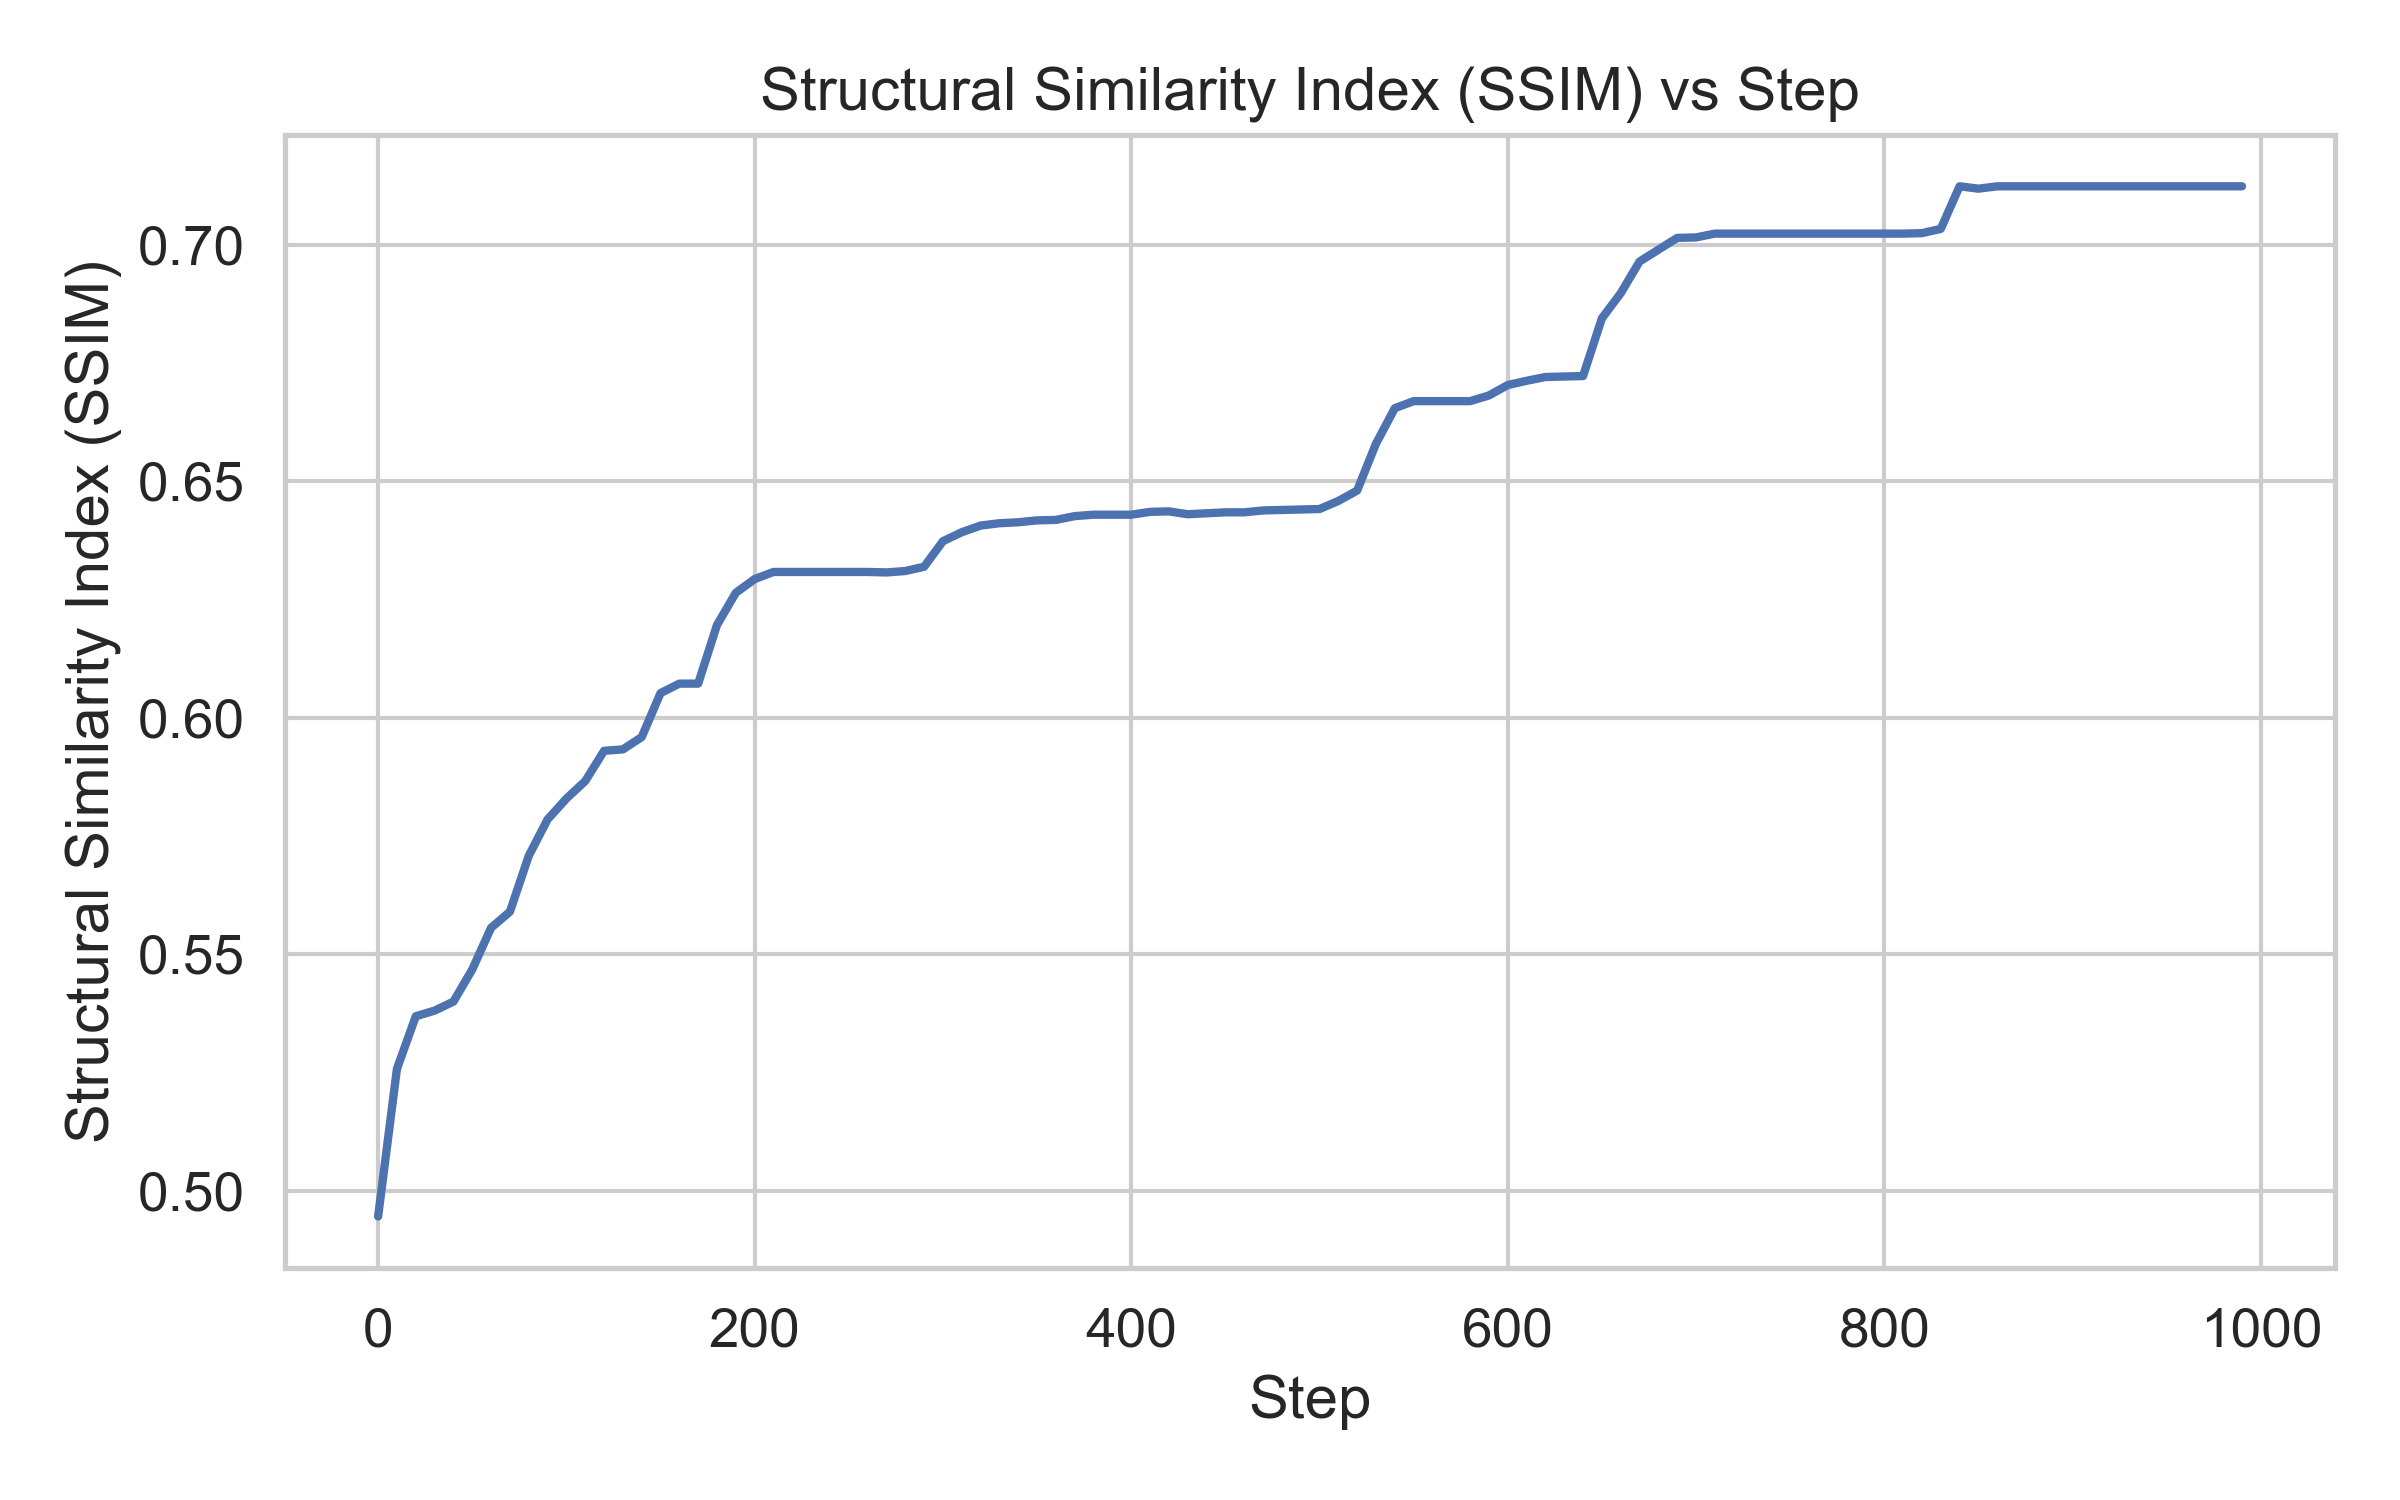 Structural Similarity Index (SSIM) vs Step
Structural Similarity Index (SSIM)
0.70
0.65
0.60
0.55
0.50
0 200 400 600 800 1000
Step